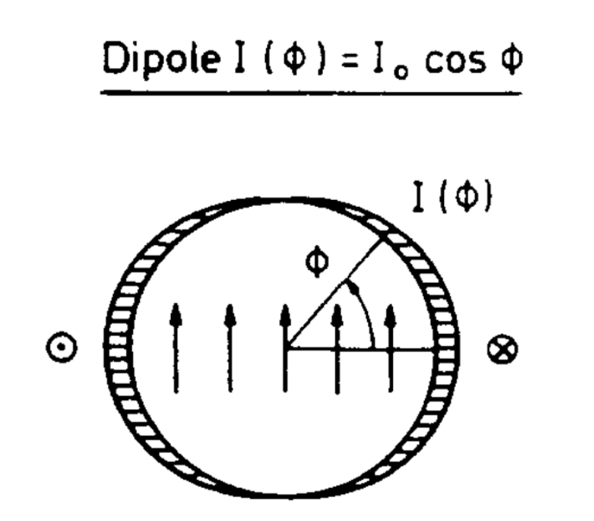 Dipole I (ϕ) = I₀ cos ϕ
I (ϕ)
ϕ